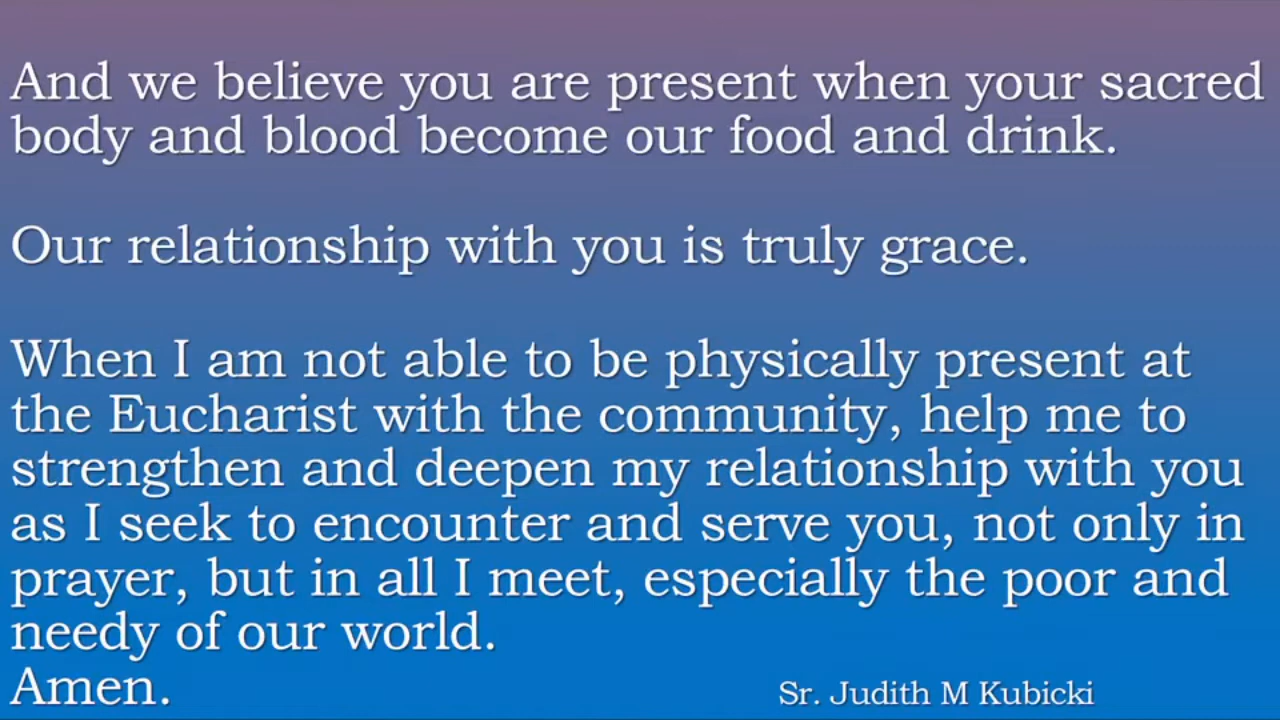 And we believe you are present when your sacred
body and blood become our food and drink.
Our relationship with you is truly grace.
When I am not able to be physically present at
the Eucharist with the community, help me to
strengthen and deepen my relationship with you
as I seek to encounter and serve you, not only in
prayer, but in all I meet, especially the poor and
needy of our world.
Amen.
Sr. Judith M Kubicki